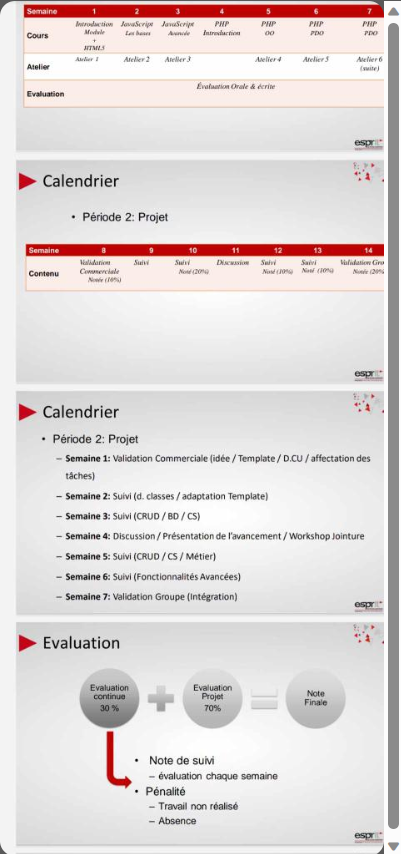 Semaine 1 2 3 4 5 6 7
Cours Introduction Module + HTML5 JavaScript Les bases JavaScript Avancée PHP Introduction PHP OO PHP PDO PHP PDO
Atelier Atelier 1 Atelier 2 Atelier 3 Atelier 4 Atelier 5 Atelier 6 (suite)
Evaluation Évaluation Orale & écrite
esprit
Calendrier
• Période 2: Projet
Semaine 8 9 10 11 12 13 14
Contenu Validation Commerciale Notée (10%) Suivi Suivi Noté (20%) Discussion Suivi Noté (10%) Suivi Noté (10%) Validation Gro Notée (20%
esprit
Calendrier
• Période 2: Projet
– Semaine 1: Validation Commerciale (idée / Template / D.CU / affectation des
tâches)
– Semaine 2: Suivi (d. classes / adaptation Template)
– Semaine 3: Suivi (CRUD / BD / CS)
– Semaine 4: Discussion / Présentation de l'avancement / Workshop Jointure
– Semaine 5: Suivi (CRUD / CS / Métier)
– Semaine 6: Suivi (Fonctionnalités Avancées)
– Semaine 7: Validation Groupe (Intégration)
esprit
Evaluation
Evaluation continue 30 %
Evaluation Projet 70%
Note Finale
• Note de suivi
– évaluation chaque semaine
• Pénalité
– Travail non réalisé
– Absence
esprit